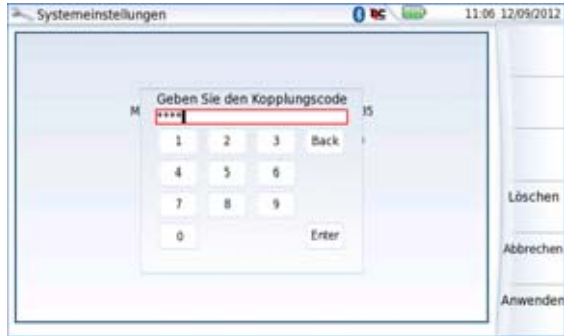 Systemeinstellungen
11:06 12/09/2012
Geben Sie den Kopplungscode
M
35
****
1 2 3 Back
4 5 6
7 8 9
0 Enter
Löschen
Abbrechen
Anwenden